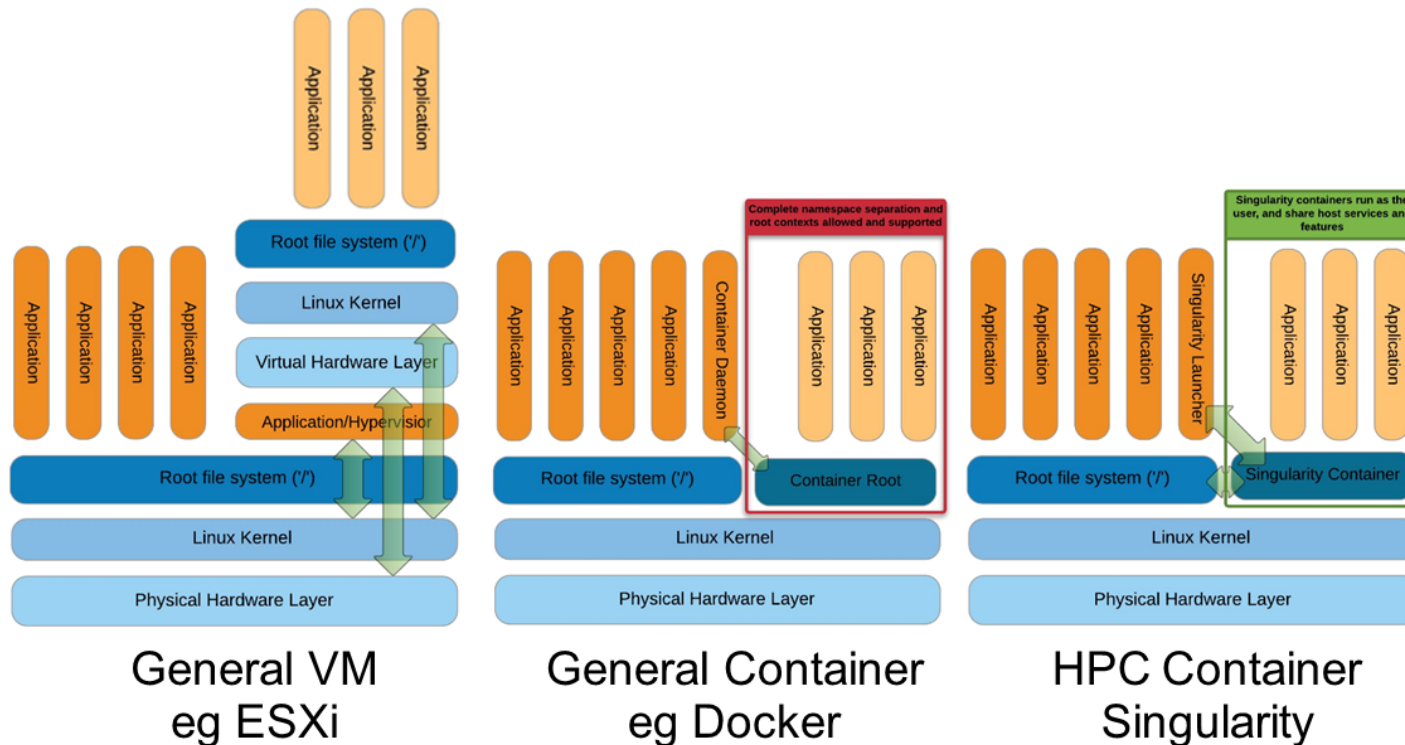 Application
Application
Application
Root file system ('/')
Linux Kernel
Virtual Hardware Layer
Application/Hypervisior
Application
Application
Application
Application
Root file system ('/')
Linux Kernel
Physical Hardware Layer
General VM
eg ESXi
Complete namespace separation and
root contexts allowed and supported
Application
Application
Application
Application
Container Daemon
Application
Application
Application
Root file system ('/')
Container Root
Linux Kernel
Physical Hardware Layer
General Container
eg Docker
Singularity containers run as the
user, and share host services an
features
Application
Application
Application
Application
Singularity Launcher
Application
Application
Application
Root file system ('/')
Singularity Container
Linux Kernel
Physical Hardware Layer
HPC Container
Singularity